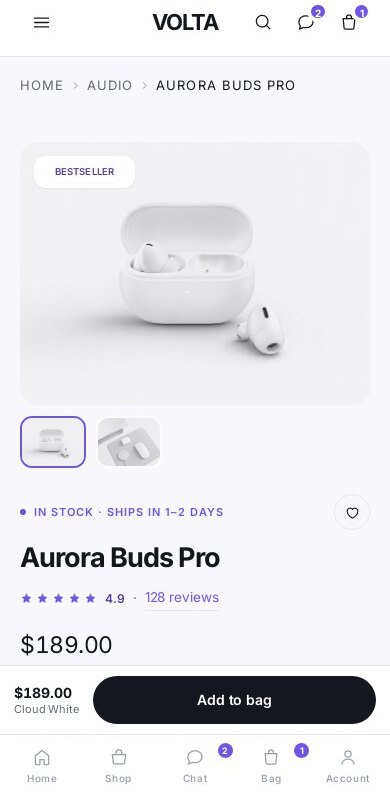 VOLTA
2
1
HOME > AUDIO > AURORA BUDS PRO
BESTSELLER
IN STOCK · SHIPS IN 1–2 DAYS
Aurora Buds Pro
★★★★★ 4.9 · 128 reviews
$189.00
$189.00
Cloud White
Add to bag
2
1
Home
Shop
Chat
Bag
Account